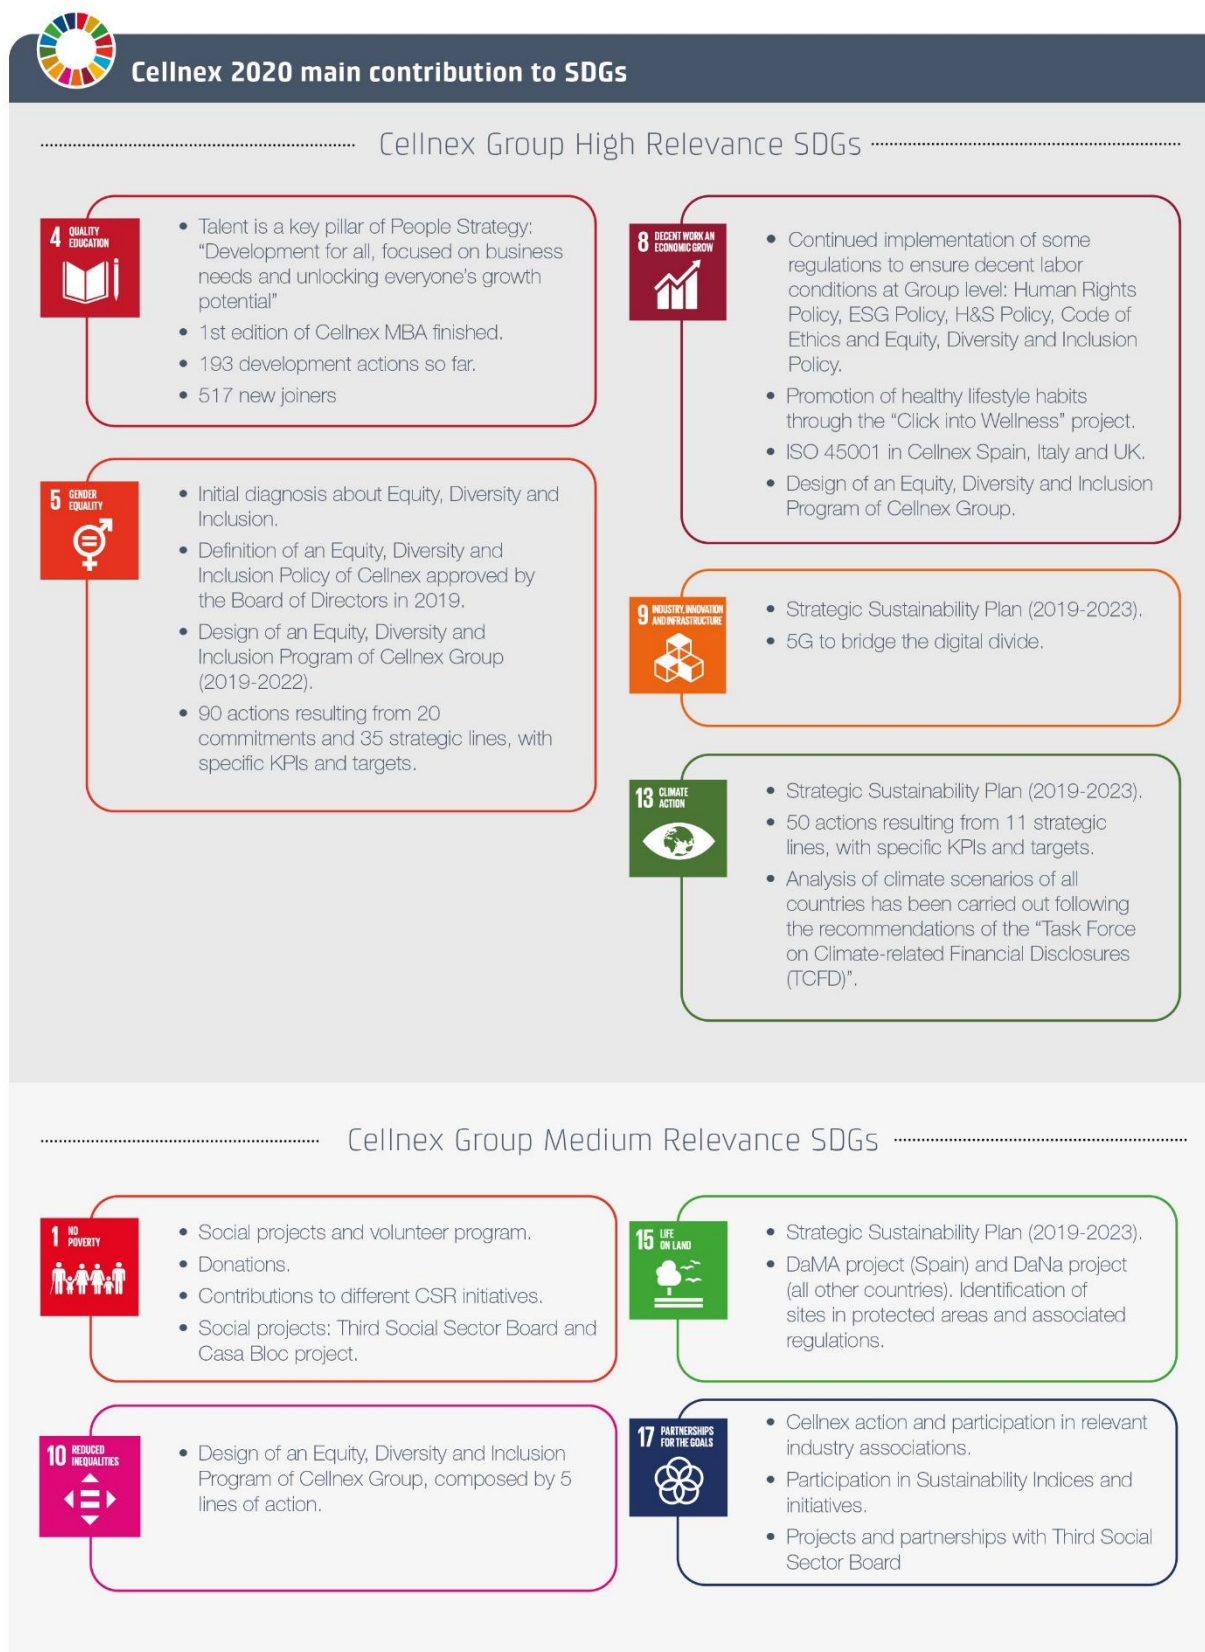 Cellnex 2020 main contribution to SDGs
Cellnex Group High Relevance SDGs
4 QUALITY
EDUCATION
• Talent is a key pillar of People Strategy:
“Development for all, focused on business
needs and unlocking everyone’s growth
potential”
• 1st edition of Cellnex MBA finished.
• 193 development actions so far.
• 517 new joiners
5 GENDER
EQUALITY
• Initial diagnosis about Equity, Diversity and
Inclusion.
• Definition of an Equity, Diversity and
Inclusion Policy of Cellnex approved by
the Board of Directors in 2019.
• Design of an Equity, Diversity and
Inclusion Program of Cellnex Group
(2019-2022).
• 90 actions resulting from 20
commitments and 35 strategic lines, with
specific KPIs and targets.
8 DECENT WORK AN
ECONOMIC GROW
• Continued implementation of some
regulations to ensure decent labor
conditions at Group level: Human Rights
Policy, ESG Policy, H&S Policy, Code of
Ethics and Equity, Diversity and Inclusion
Policy.
• Promotion of healthy lifestyle habits
through the “Click into Wellness” project.
• ISO 45001 in Cellnex Spain, Italy and UK.
• Design of an Equity, Diversity and Inclusion
Program of Cellnex Group.
9 INDUSTRY, INNOVATION
AND INFRASTRUCTURE
• Strategic Sustainability Plan (2019-2023).
• 5G to bridge the digital divide.
13 CLIMATE
ACTION
• Strategic Sustainability Plan (2019-2023).
• 50 actions resulting from 11 strategic
lines, with specific KPIs and targets.
• Analysis of climate scenarios of all
countries has been carried out following
the recommendations of the “Task Force
on Climate-related Financial Disclosures
(TCFD)”.
Cellnex Group Medium Relevance SDGs
1 NO
POVERTY
• Social projects and volunteer program.
• Donations.
• Contributions to different CSR initiatives.
• Social projects: Third Social Sector Board and
Casa Bloc project.
10 REDUCED
INEQUALITIES
• Design of an Equity, Diversity and Inclusion
Program of Cellnex Group, composed by 5
lines of action.
15 LIFE
ON LAND
• Strategic Sustainability Plan (2019-2023).
• DaMA project (Spain) and DaNa project
(all other countries). Identification of
sites in protected areas and associated
regulations.
17 PARTNERSHIPS
FOR THE GOALS
• Cellnex action and participation in relevant
industry associations.
• Participation in Sustainability Indices and
initiatives.
• Projects and partnerships with Third Social
Sector Board